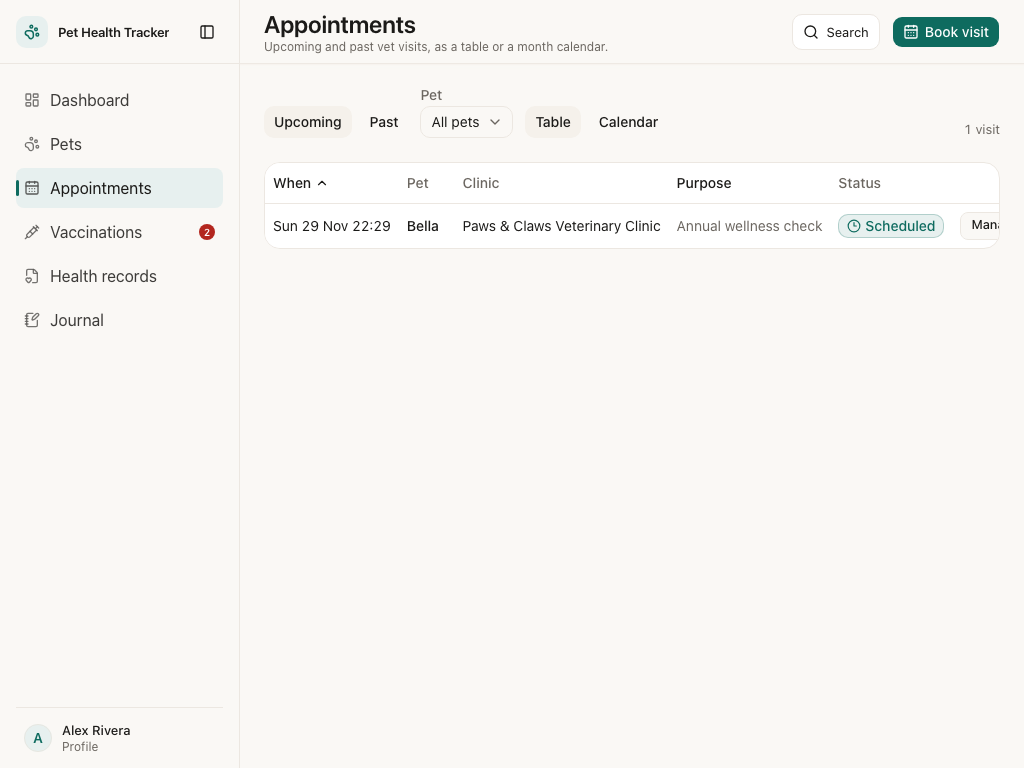 Pet Health Tracker
Dashboard
Pets
Appointments
Vaccinations 2
Health records
Journal
A
Alex Rivera
Profile
Appointments
Upcoming and past vet visits, as a table or a month calendar.
Search
Book visit
Upcoming
Past
Pet
All pets
Table
Calendar
1 visit
When Pet Clinic Purpose Status
Sun 29 Nov 22:29 Bella Paws & Claws Veterinary Clinic Annual wellness check Scheduled